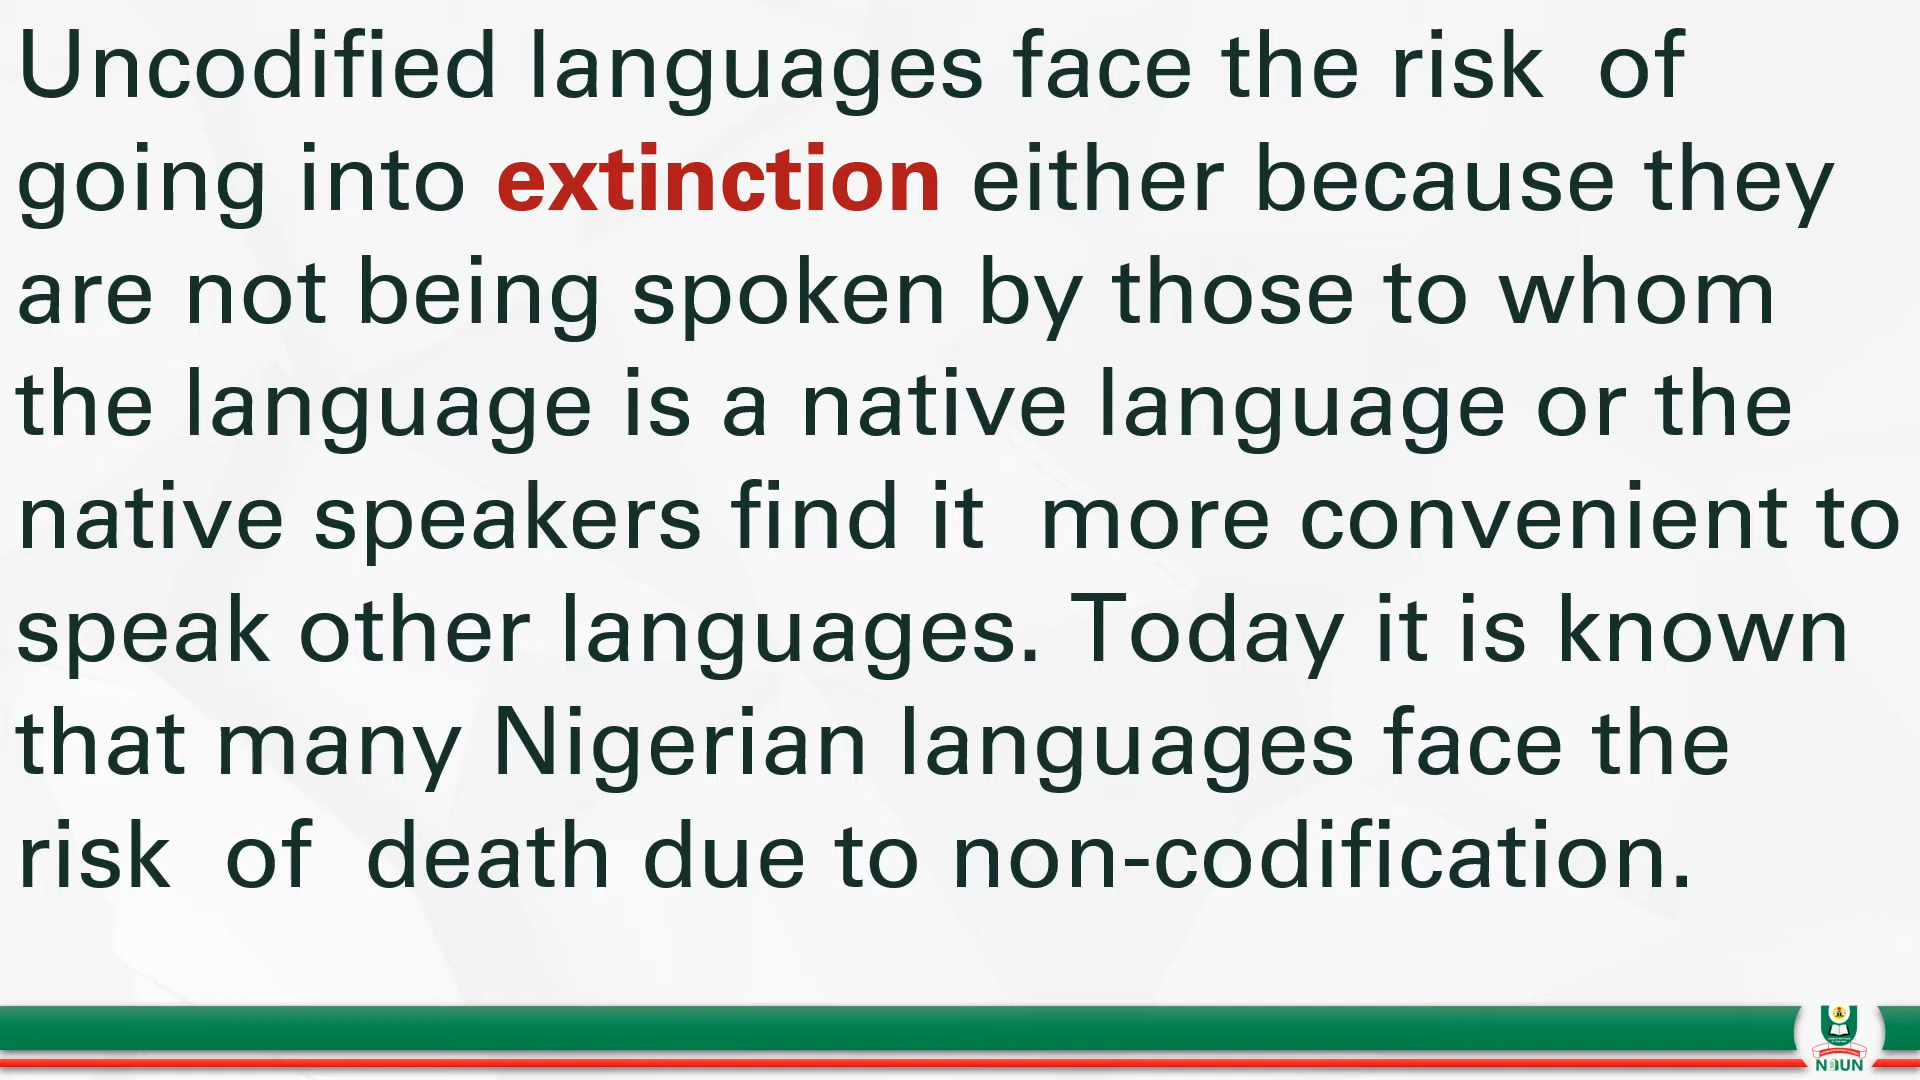 Uncodified languages face the risk  of
going into extinction either because they
are not being spoken by those to whom
the language is a native language or the
native speakers find it  more convenient to
speak other languages. Today it is known
that many Nigerian languages face the
risk  of  death due to non-codification.
NOUN